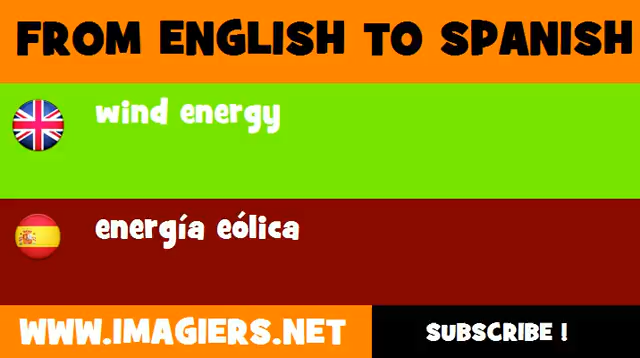 FROM ENGLISH TO SPANISH
wind energy
energía eólica
WWW.IMAGIERS.NET
SUBSCRIBE !